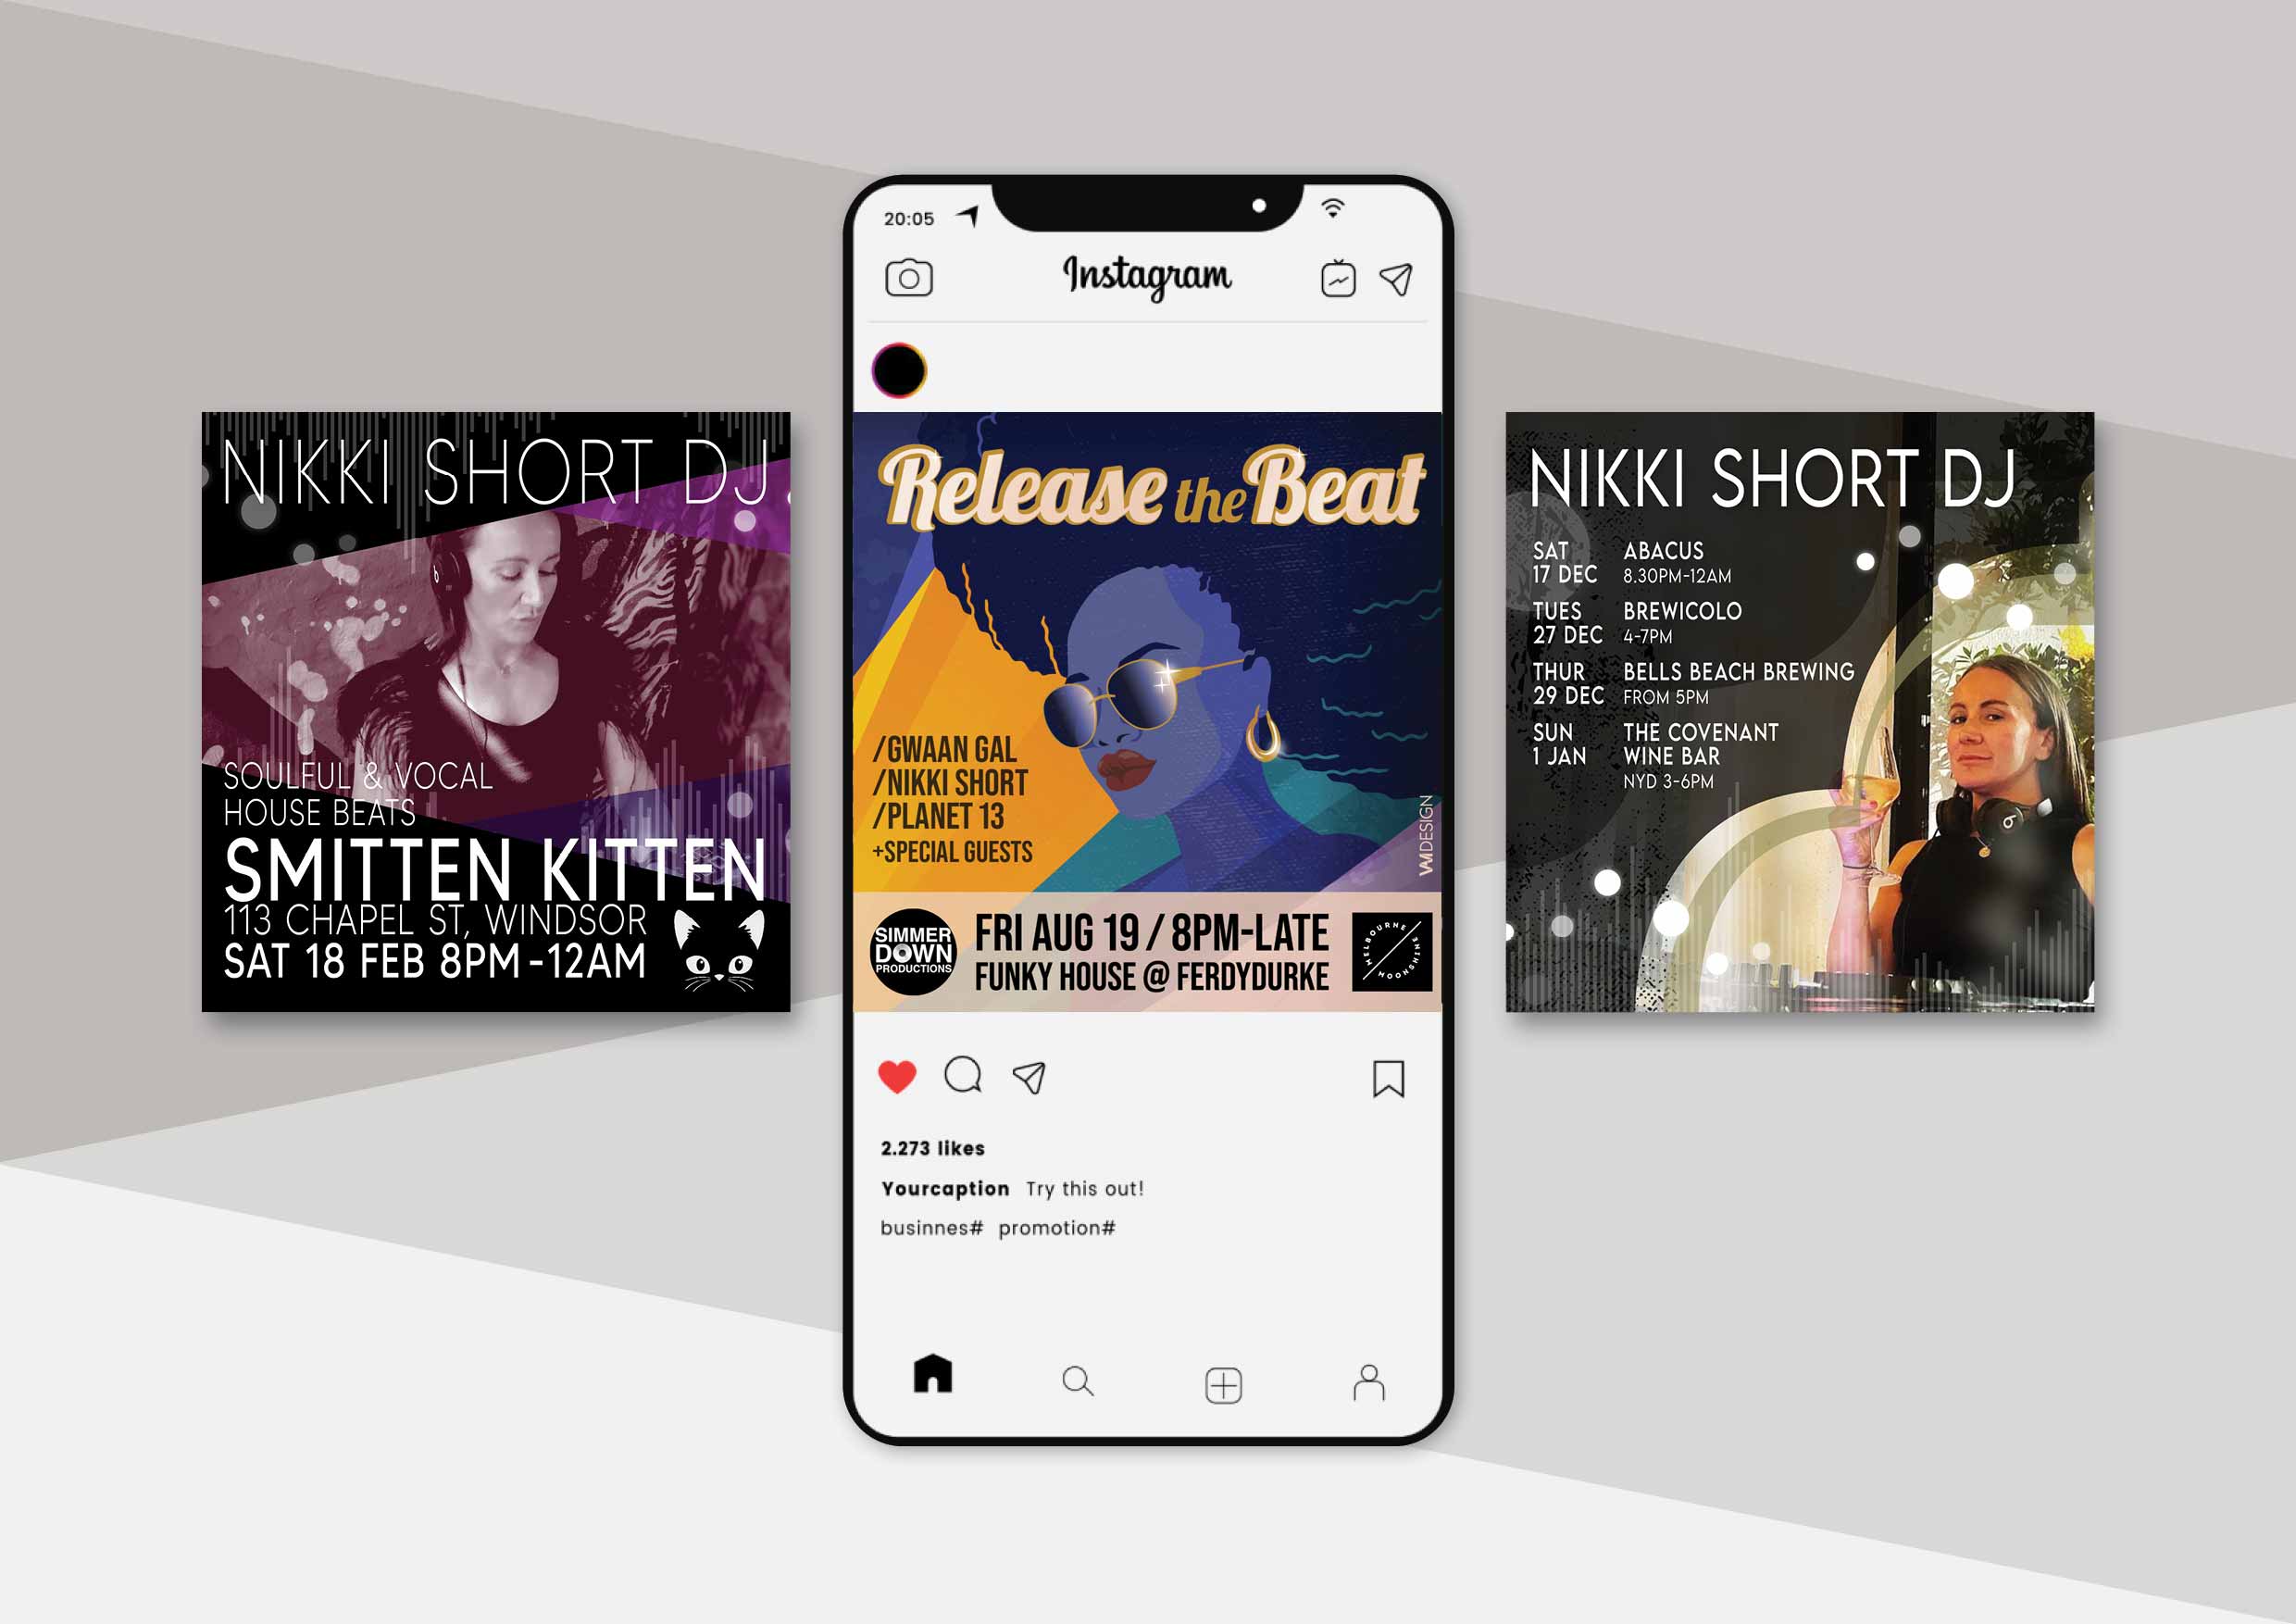 NIKKI SHORT DJ
SOULFUL & VOCAL
HOUSE BEATS
SMITTEN KITTEN
113 CHAPEL ST, WINDSOR
SAT 18 FEB 8PM-12AM
20:05
Instagram
Release the Beat
/GWAAN GAL
/NIKKI SHORT
/PLANET 13
+SPECIAL GUESTS
DESIGN
SIMMER
DOWN
PRODUCTIONS
FRI AUG 19 / 8PM-LATE
FUNKY HOUSE @ FERDYDURKE
MELBOURNE
MOONSHINE
2.273 likes
Yourcaption Try this out!
businnes# promotion#
NIKKI SHORT DJ
SAT ABACUS
17 DEC 8.30PM-12AM
TUES BREWICOLO
27 DEC 4-7PM
THUR BELLS BEACH BREWING
29 DEC FROM 5PM
SUN THE COVENANT
1 JAN WINE BAR
NYD 3-6PM